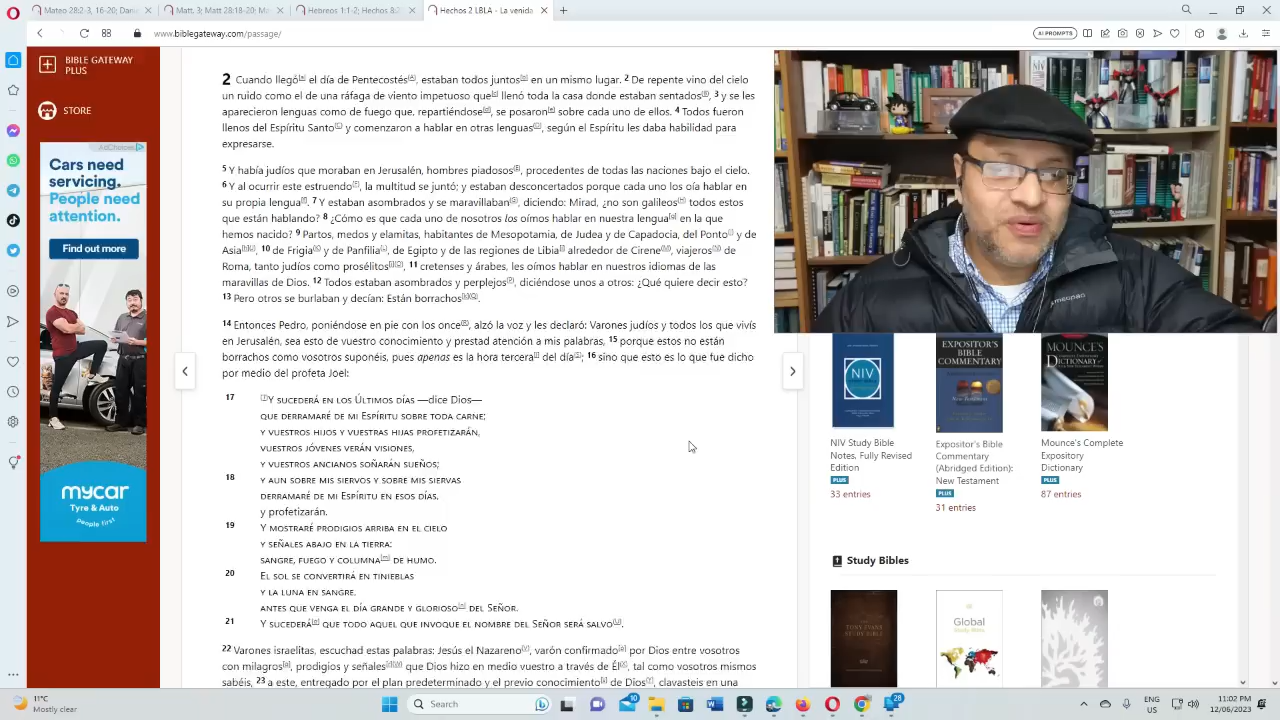 Mateo 28:2-3, 16-20; Daniel
Matt. 3; Matt 28:18-20; Mar
Hebreos 1:1-2; Hechos 8:2
Hechos 2 LBLA - La venida
www.biblegateway.com/passage/
AI PROMPTS
BIBLE GATEWAY
PLUS
STORE
AdChoices
Cars need
servicing.
People need
attention.
Find out more
mycar
Tyre & Auto
people first
2 Cuando llegó[a] el día de Pentecostés, estaban todos juntos en un mismo lugar. 2 De repente vino del cielo
un ruido como el de una ráfaga de viento impetuoso que llenó toda la casa donde estaban sentados, 3 y se les
aparecieron lenguas como de fuego que, repartiéndose, se posaron sobre cada uno de ellos. 4 Todos fueron
llenos del Espíritu Santo y comenzaron a hablar en otras lenguas, según el Espíritu les daba habilidad para
expresarse.
5 Y había judíos que moraban en Jerusalén, hombres piadosos, procedentes de todas las naciones bajo el cielo.
6 Y al ocurrir este estruendo, la multitud se juntó; y estaban desconcertados porque cada uno los oía hablar en
su propia lengua. 7 Y estaban asombrados y se maravillaban, diciendo: Mirad, ¿no son galileos todos estos
que están hablando? 8 ¿Cómo es que cada uno de nosotros los oímos hablar en nuestra lengua en la que
hemos nacido? 9 Partos, medos y elamitas, habitantes de Mesopotamia, de Judea y de Capadocia, del Ponto y de
Asia, 10 de Frigia y de Panfilia, de Egipto y de las regiones de Libia alrededor de Cirene, viajeros de
Roma, tanto judíos como prosélitos, 11 cretenses y árabes, les oímos hablar en nuestros idiomas de las
maravillas de Dios. 12 Todos estaban asombrados y perplejos, diciéndose unos a otros: ¿Qué quiere decir esto?
13 Pero otros se burlaban y decían: Están borrachos.
14 Entonces Pedro, poniéndose en pie con los once, alzó la voz y les declaró: Varones judíos y todos los que vivís
en Jerusalén, sea esto de vuestro conocimiento y prestad atención a mis palabras, 15 porque estos no están
borrachos como vosotros suponéis, pues apenas es la hora tercera del día; 16 sino que esto es lo que fue dicho
por medio del profeta Joel:
17 Y SUCEDERÁ EN LOS ÚLTIMOS DÍAS—dice Dios—
QUE DERRAMARÉ DE MI ESPÍRITU SOBRE TODA CARNE;
Y VUESTROS HIJOS Y VUESTRAS HIJAS PROFETIZARÁN,
VUESTROS JÓVENES VERÁN VISIONES,
Y VUESTROS ANCIANOS SOÑARÁN SUEÑOS;
18 Y AUN SOBRE MIS SIERVOS Y SOBRE MIS SIERVAS
DERRAMARÉ DE MI ESPÍRITU EN ESOS DÍAS,
y profetizarán.
19 Y MOSTRARÉ PRODIGIOS ARRIBA EN EL CIELO
Y SEÑALES ABAJO EN LA TIERRA:
SANGRE, FUEGO Y COLUMNA[m] DE HUMO.
20 EL SOL SE CONVERTIRÁ EN TINIEBLAS
Y LA LUNA EN SANGRE,
ANTES QUE VENGA EL DÍA GRANDE Y GLORIOSO[n] DEL SEÑOR.
21 Y SUCEDERÁ QUE TODO AQUEL QUE INVOQUE EL NOMBRE DEL SEÑOR SERÁ SALVO.
22 Varones israelitas, escuchad estas palabras: Jesús el Nazareno, varón confirmado por Dios entre vosotros
con milagros, prodigios y señales que Dios hizo en medio vuestro a través de Él, tal como vosotros mismos
23 a este, entregado por el plan predeterminado y el previo conocimiento de Dios, clavasteis en una
NIV
EXPOSITOR'S
BIBLE
COMMENTARY
MOUNCE'S
DICTIONARY
NIV Study Bible
Notes, Fully Revised
Edition
PLUS
33 entries
Expositor's Bible
Commentary
(Abridged Edition):
New Testament
PLUS
31 entries
Mounce's Complete
Expository
Dictionary
PLUS
87 entries
Study Bibles
TONY EVANS
STUDY BIBLE
Global
Study Bible
11°C
Mostly clear
Search
10
28
ENG
US
11:02 PM
12/06/2023